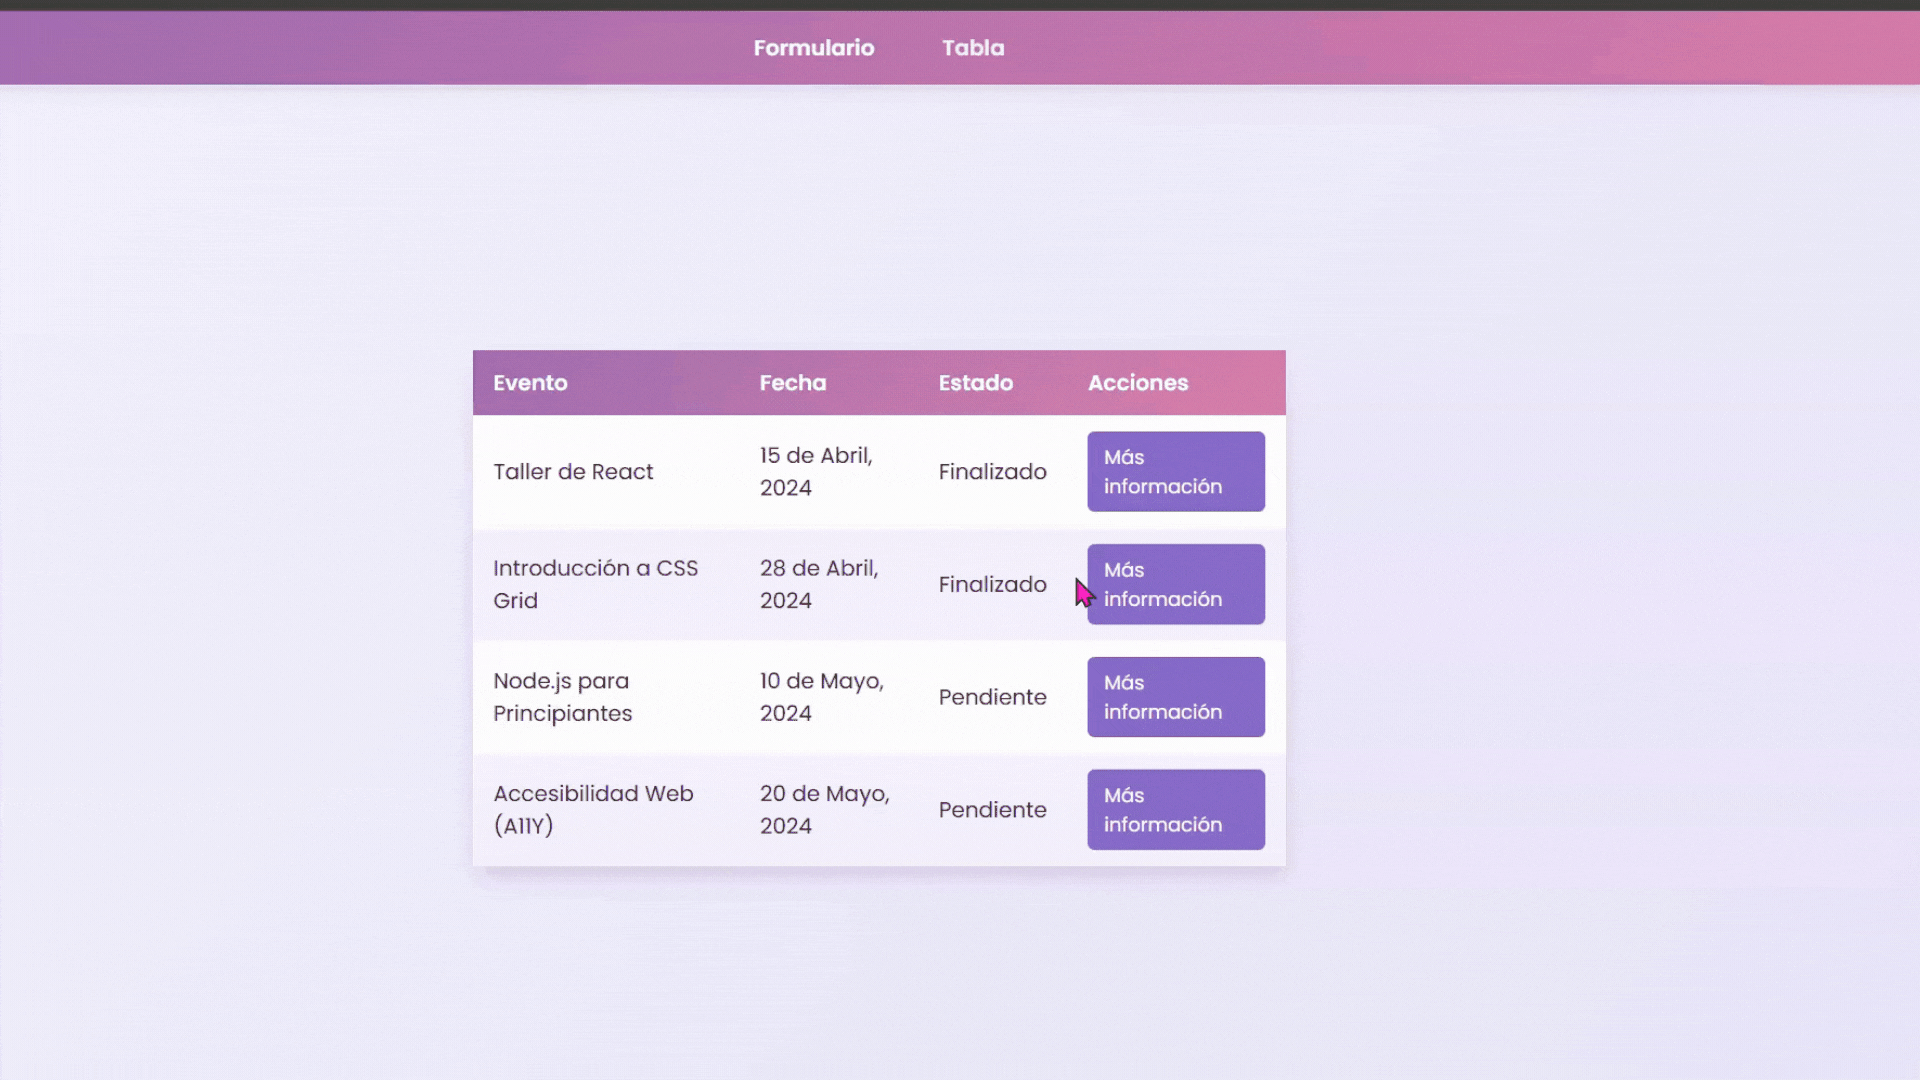 Formulario Tabla
Evento Fecha Estado Acciones
Taller de React
15 de Abril,
2024
Finalizado
Más
información
Introducción a CSS
Grid
28 de Abril,
2024
Finalizado
Más
información
Node.js para
Principiantes
10 de Mayo,
2024
Pendiente
Más
información
Accesibilidad Web
(A11Y)
20 de Mayo,
2024
Pendiente
Más
información